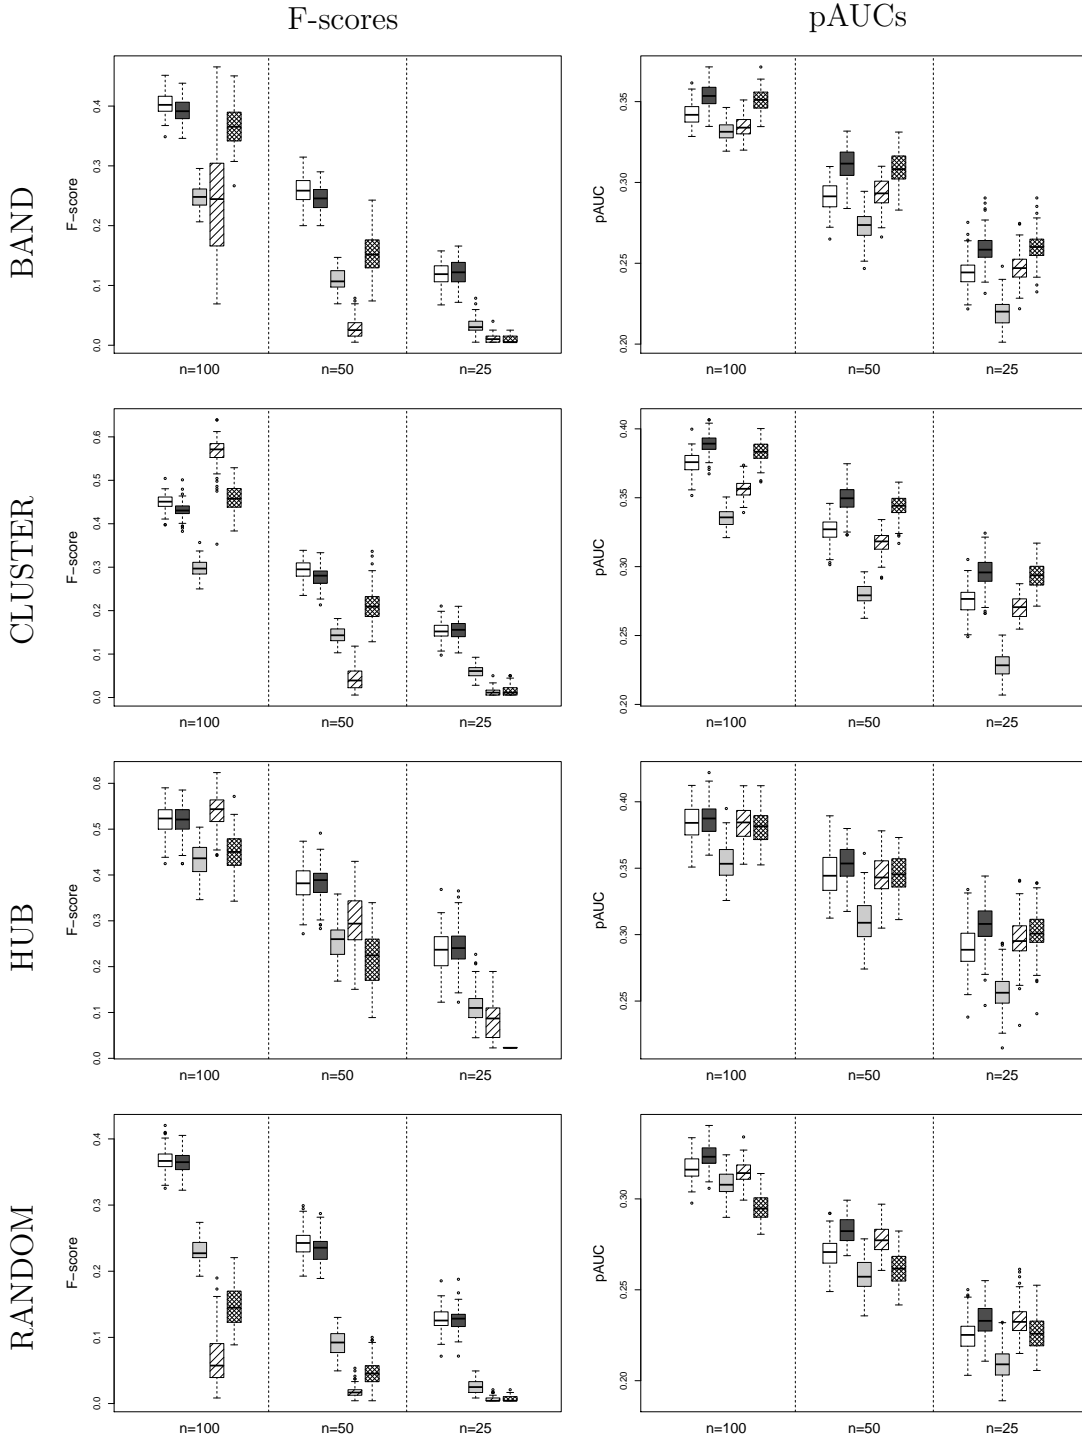 F-scores pAUCs
BAND
F-score
0.0 0.1 0.2 0.3 0.4
n=100 n=50 n=25
pAUC
0.20 0.25 0.30 0.35
n=100 n=50 n=25
CLUSTER
F-score
0.0 0.1 0.2 0.3 0.4 0.5 0.6
n=100 n=50 n=25
pAUC
0.20 0.25 0.30 0.35 0.40
n=100 n=50 n=25
HUB
F-score
0.0 0.1 0.2 0.3 0.4 0.5 0.6
n=100 n=50 n=25
pAUC
0.25 0.30 0.35 0.40
n=100 n=50 n=25
RANDOM
F-score
0.0 0.1 0.2 0.3 0.4
n=100 n=50 n=25
pAUC
0.20 0.25 0.30
n=100 n=50 n=25